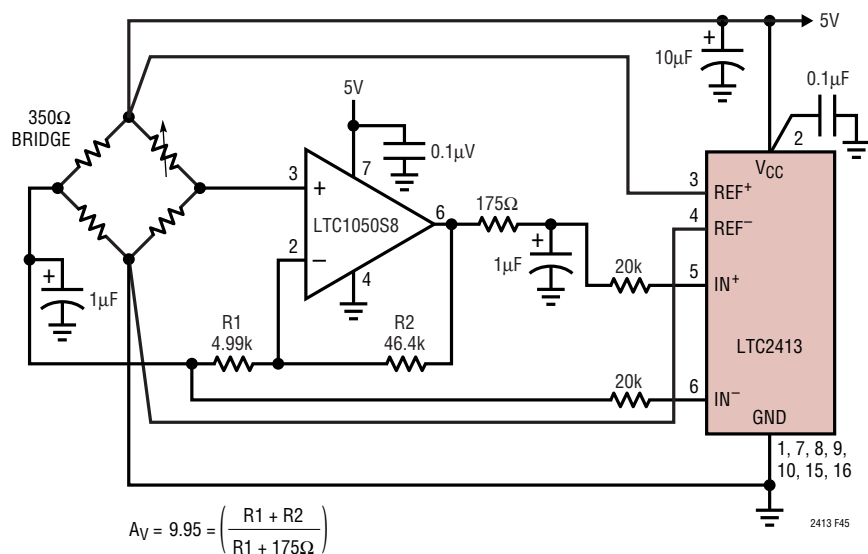 5V
10µF
0.1µF
350Ω
BRIDGE
5V
2
0.1µV
7
VCC
3
3
REF+
+
LTC1050S8
6
175Ω
4
REF−
2
−
1µF
+
4
20k
5
IN+
+
1µF
R1
4.99k
R2
46.4k
LTC2413
20k
6
IN−
GND
1, 7, 8, 9,
10, 15, 16
+
2413 F45
AV = 9.95 = (R1 + R2
R1 + 175Ω)